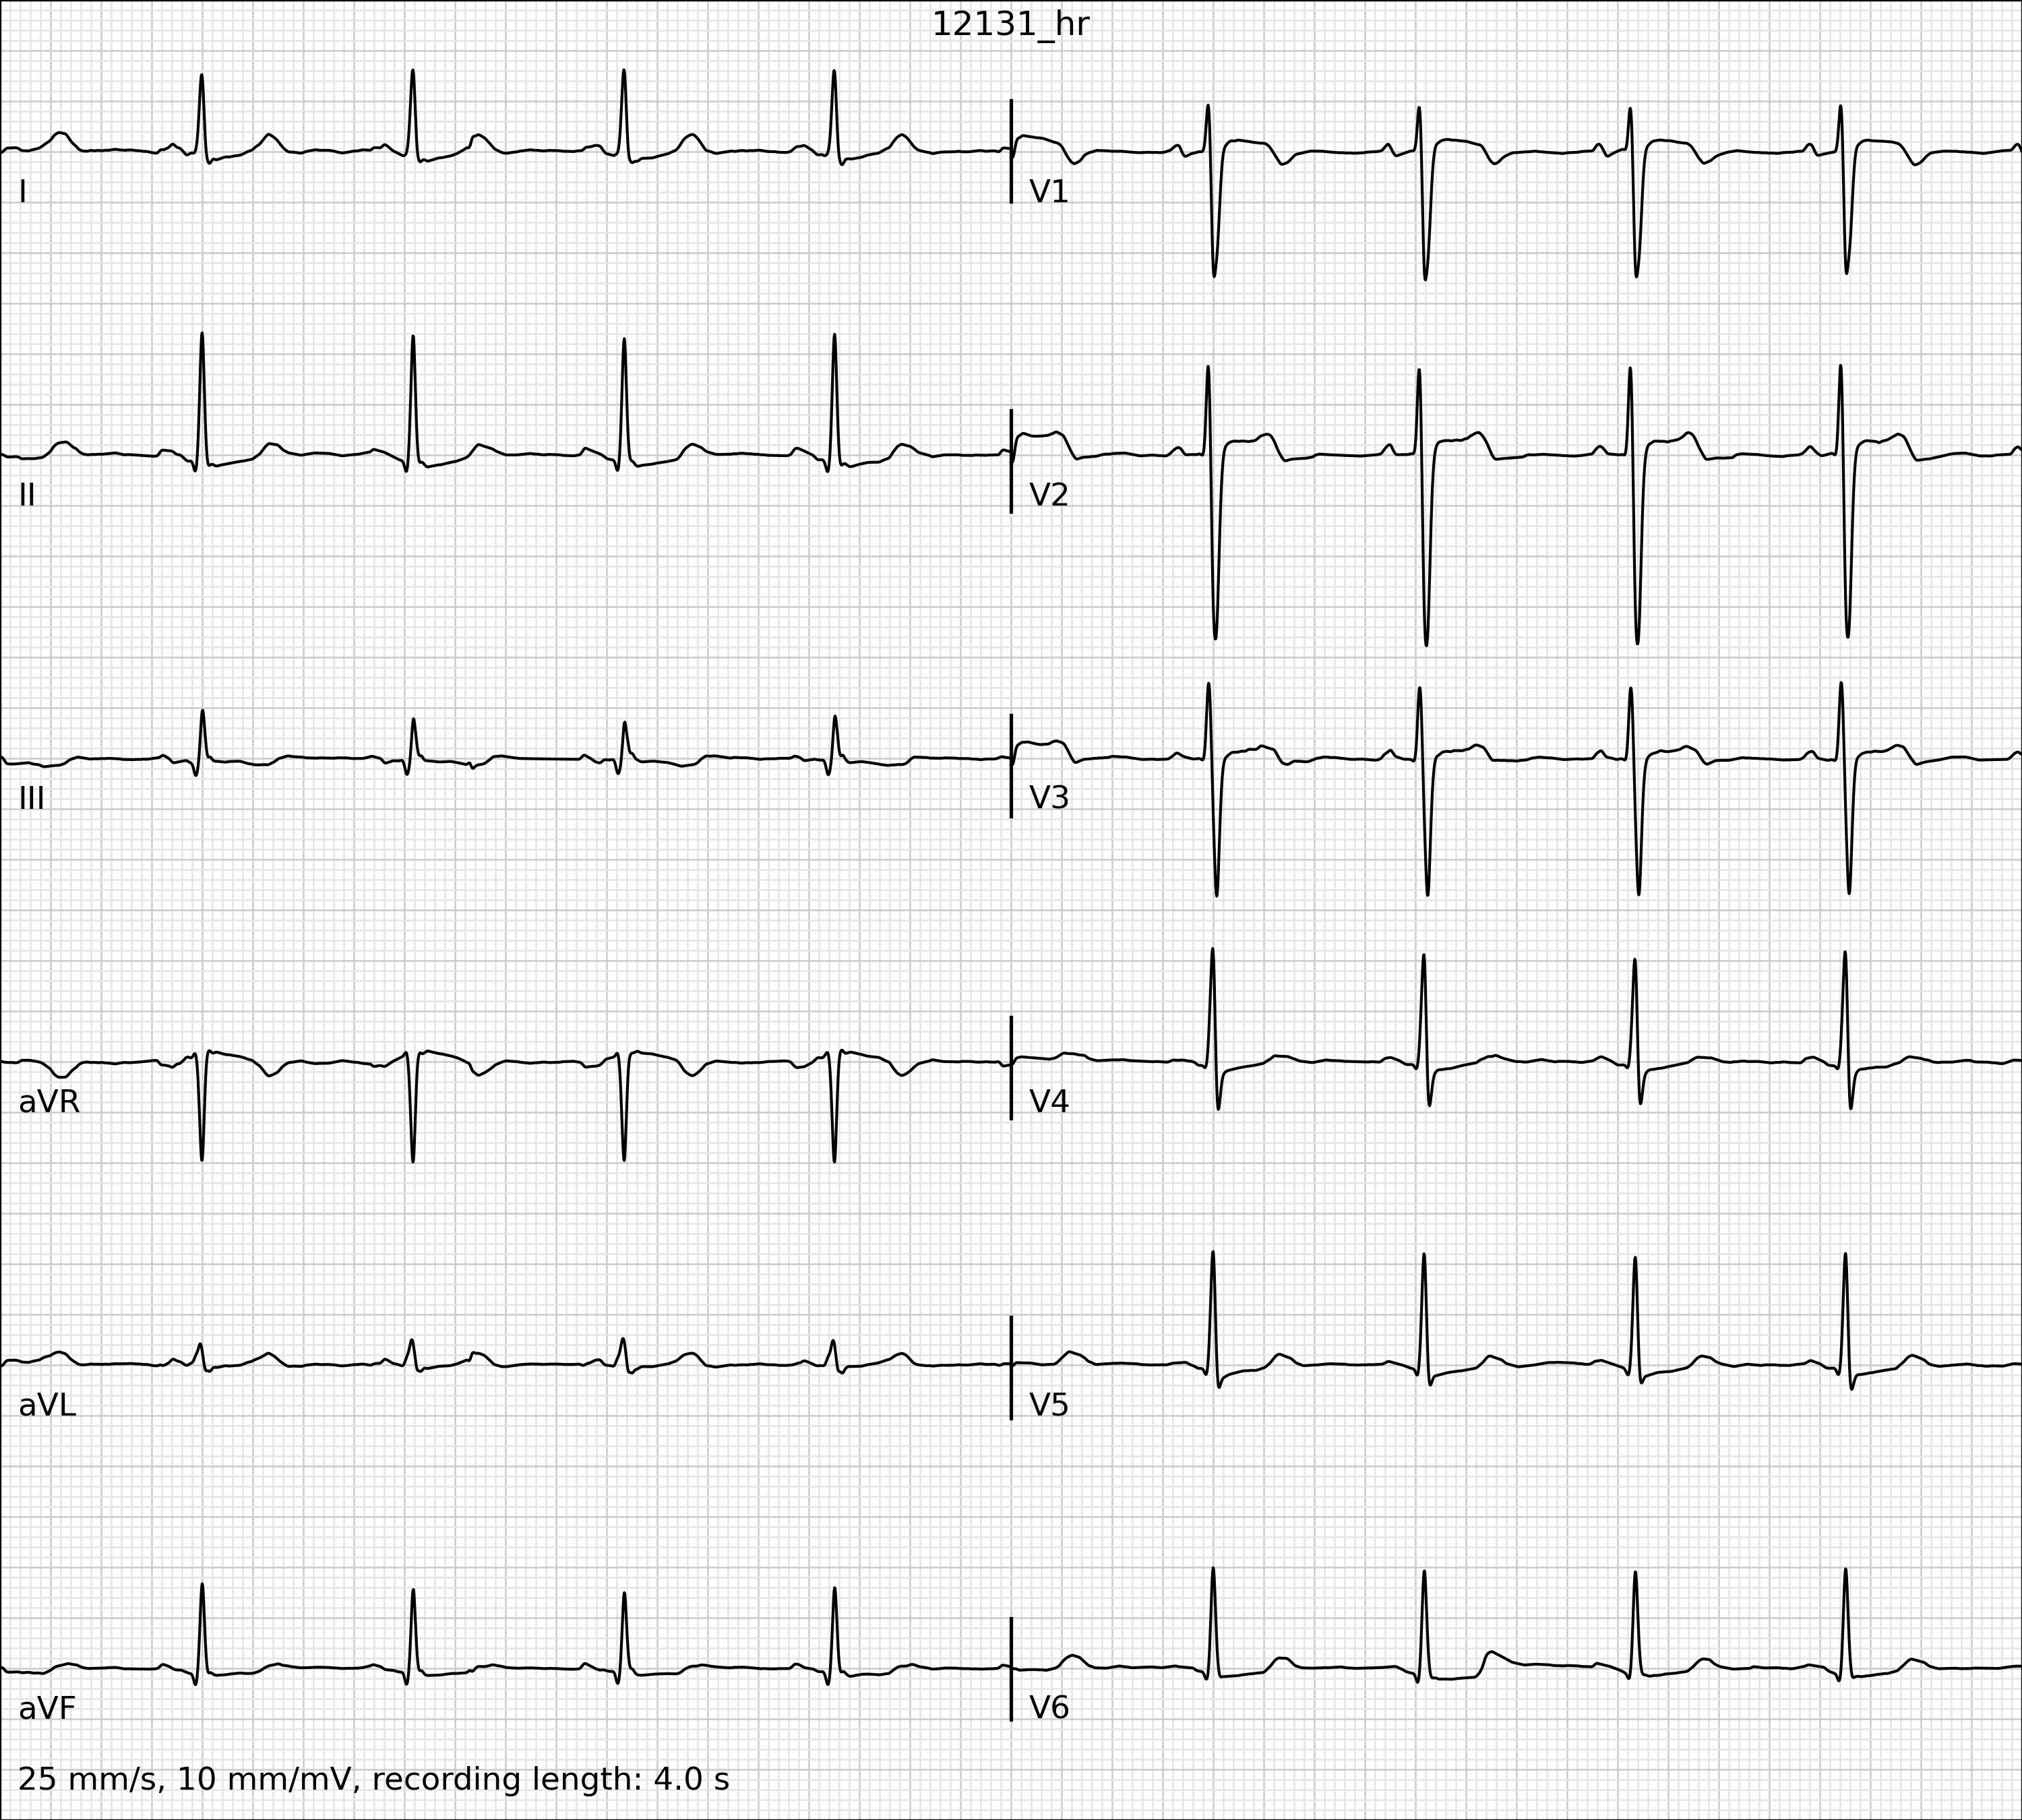 12131_hr
I
V1
II
V2
III
V3
aVR
V4
aVL
V5
aVF
V6
25 mm/s, 10 mm/mV, recording length: 4.0 s